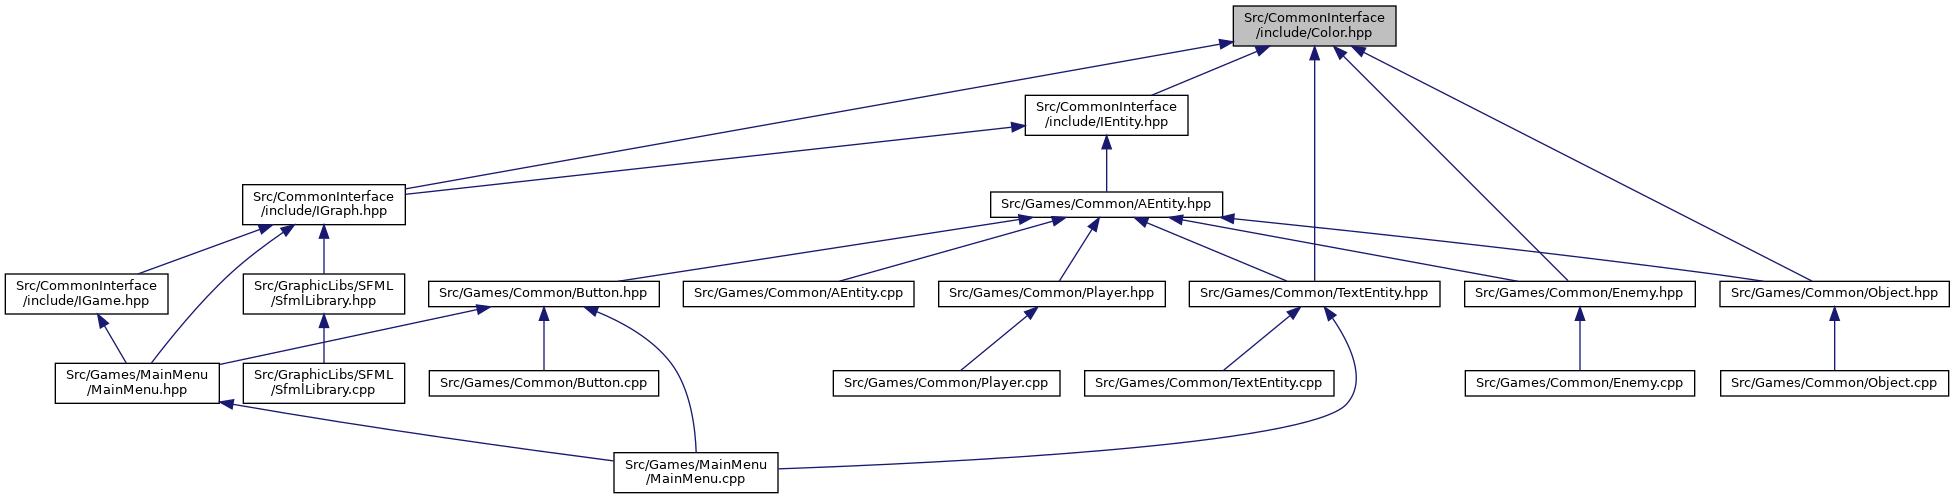 Src/CommonInterface
/include/Color.hpp
Src/CommonInterface
/include/IEntity.hpp
Src/CommonInterface
/include/IGraph.hpp
Src/Games/Common/AEntity.hpp
Src/CommonInterface
/include/IGame.hpp
Src/GraphicLibs/SFML
/SfmlLibrary.hpp
Src/Games/Common/Button.hpp
Src/Games/Common/AEntity.cpp
Src/Games/Common/Player.hpp
Src/Games/Common/TextEntity.hpp
Src/Games/Common/Enemy.hpp
Src/Games/Common/Object.hpp
Src/Games/MainMenu
/MainMenu.hpp
Src/GraphicLibs/SFML
/SfmlLibrary.cpp
Src/Games/Common/Button.cpp
Src/Games/Common/Player.cpp
Src/Games/Common/TextEntity.cpp
Src/Games/Common/Enemy.cpp
Src/Games/Common/Object.cpp
Src/Games/MainMenu
/MainMenu.cpp